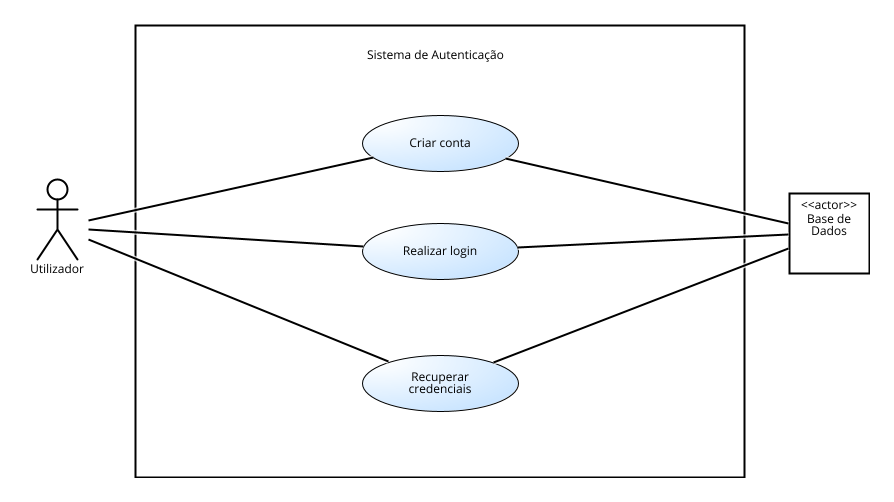 Sistema de Autenticação
Criar conta
Utilizador
Realizar login
<<actor>>
Base de
Dados
Recuperar
credenciais